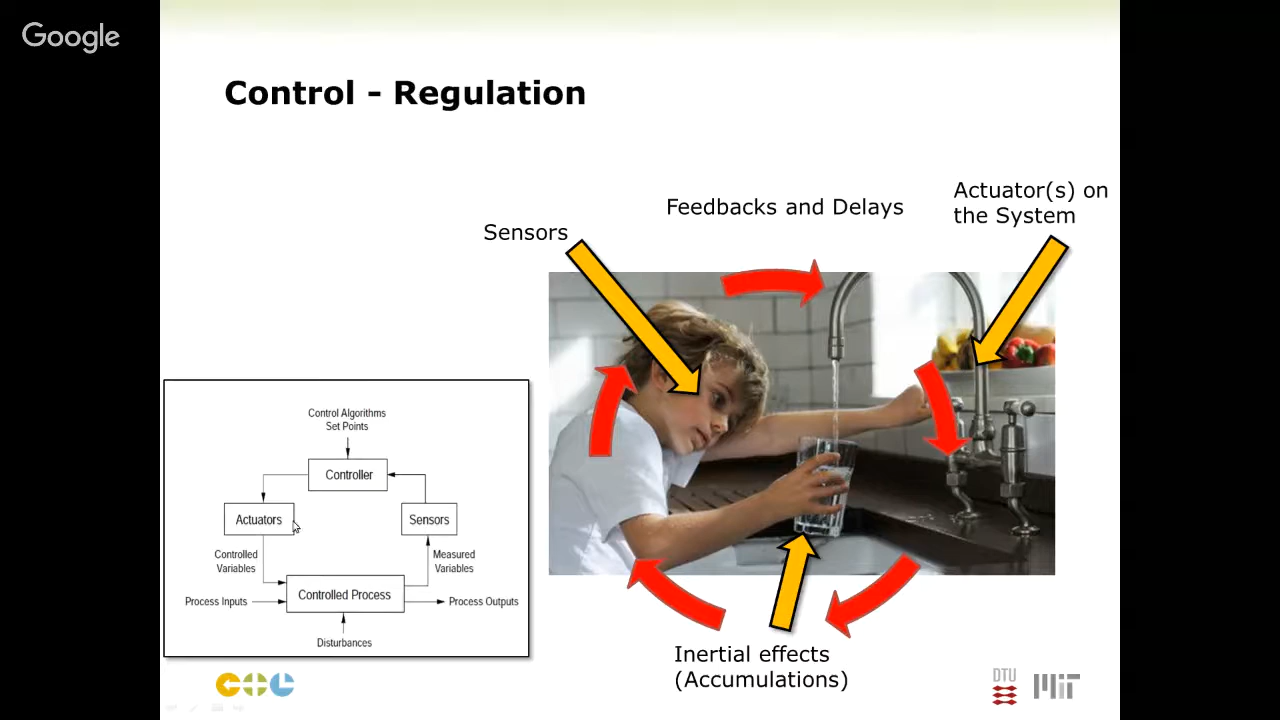 Google
Control - Regulation
Actuator(s) on
the System
Feedbacks and Delays
Sensors
Control Algorithms
Set Points
Controller
Actuators
Sensors
Controlled
Variables
Measured
Variables
Controlled Process
Process Inputs
Process Outputs
Disturbances
Inertial effects
(Accumulations)
DTU
MIT